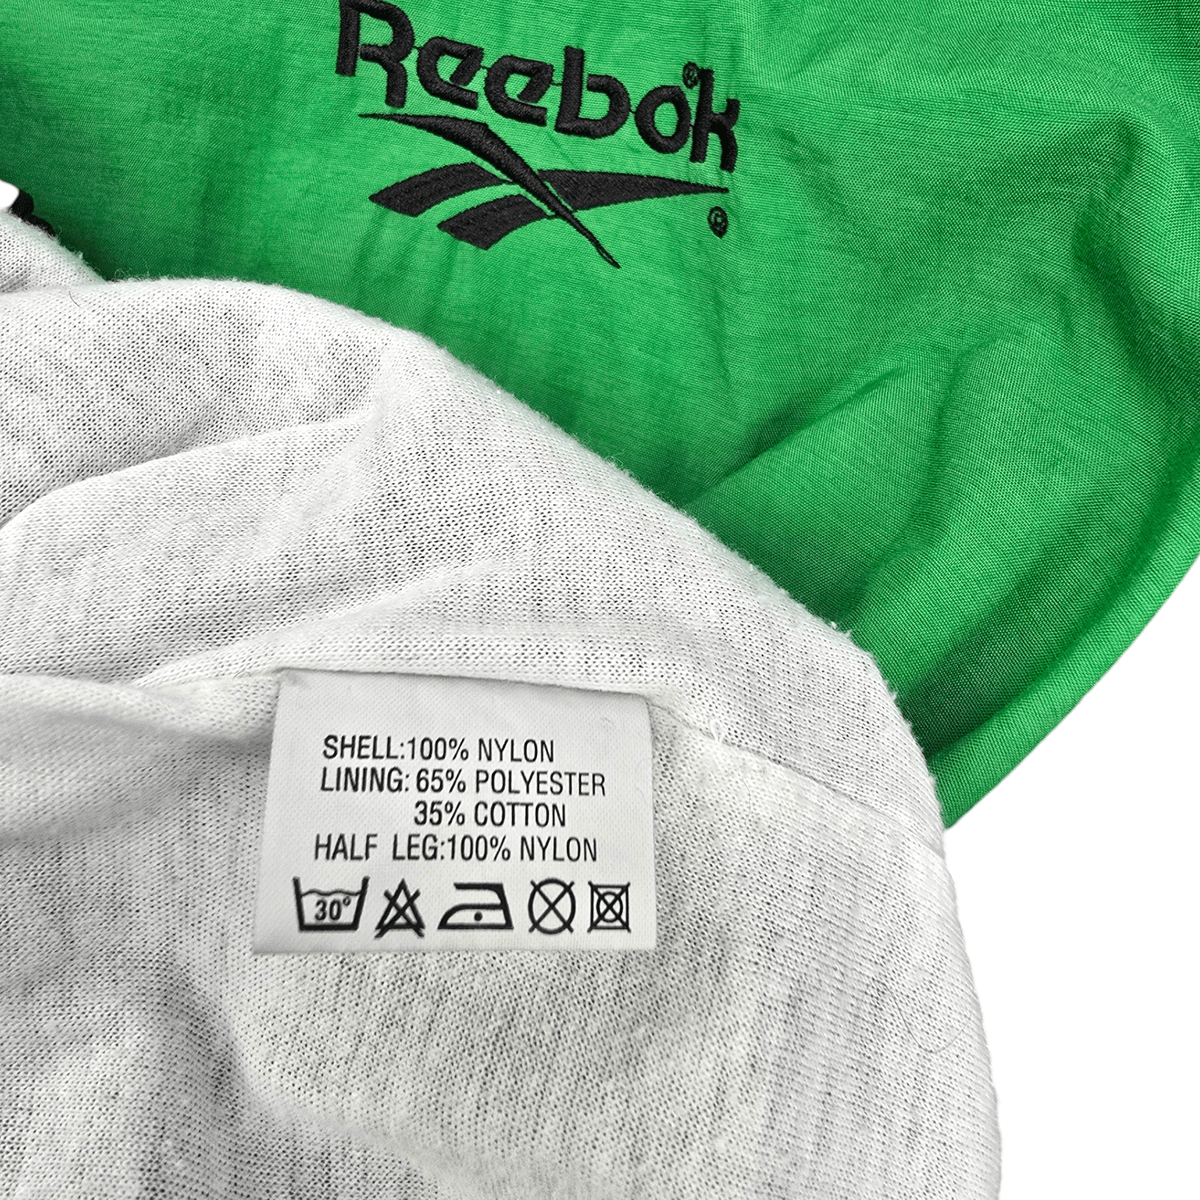 Reebok®
®
SHELL:100% NYLON
LINING: 65% POLYESTER
35% COTTON
HALF LEG:100% NYLON
30°